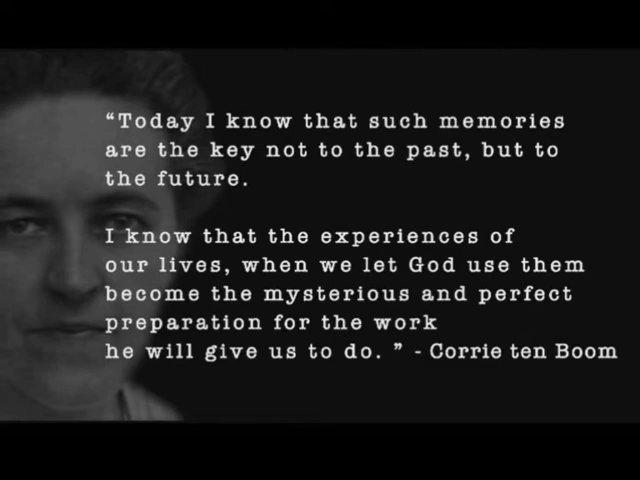 “Today I know that such memories
are the key not to the past, but to
the future.
I know that the experiences of
our lives, when we let God use them
become the mysterious and perfect
preparation for the work
he will give us to do. ” - Corrie ten Boom